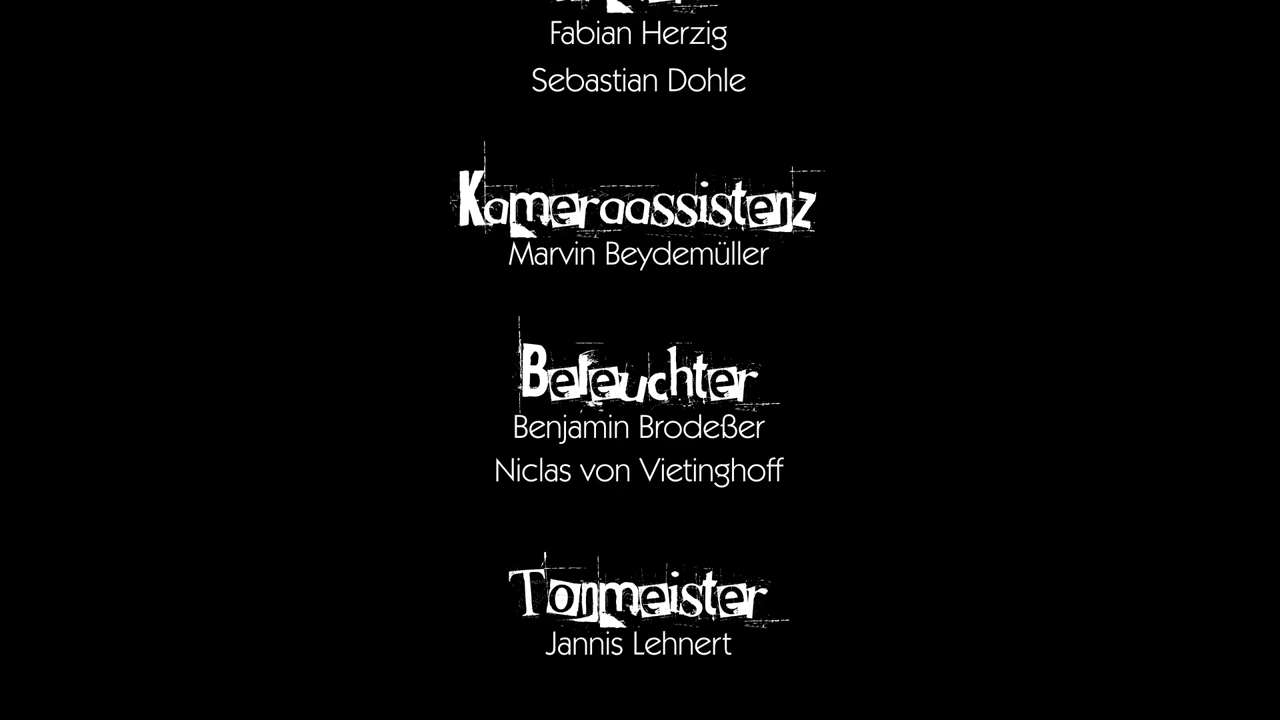 Fabian Herzig
Sebastian Dohle
Kameraassistenz
Marvin Beydemüller
Beleuchter
Benjamin Brodeßer
Niclas von Vietinghoff
Tonmeister
Jannis Lehnert